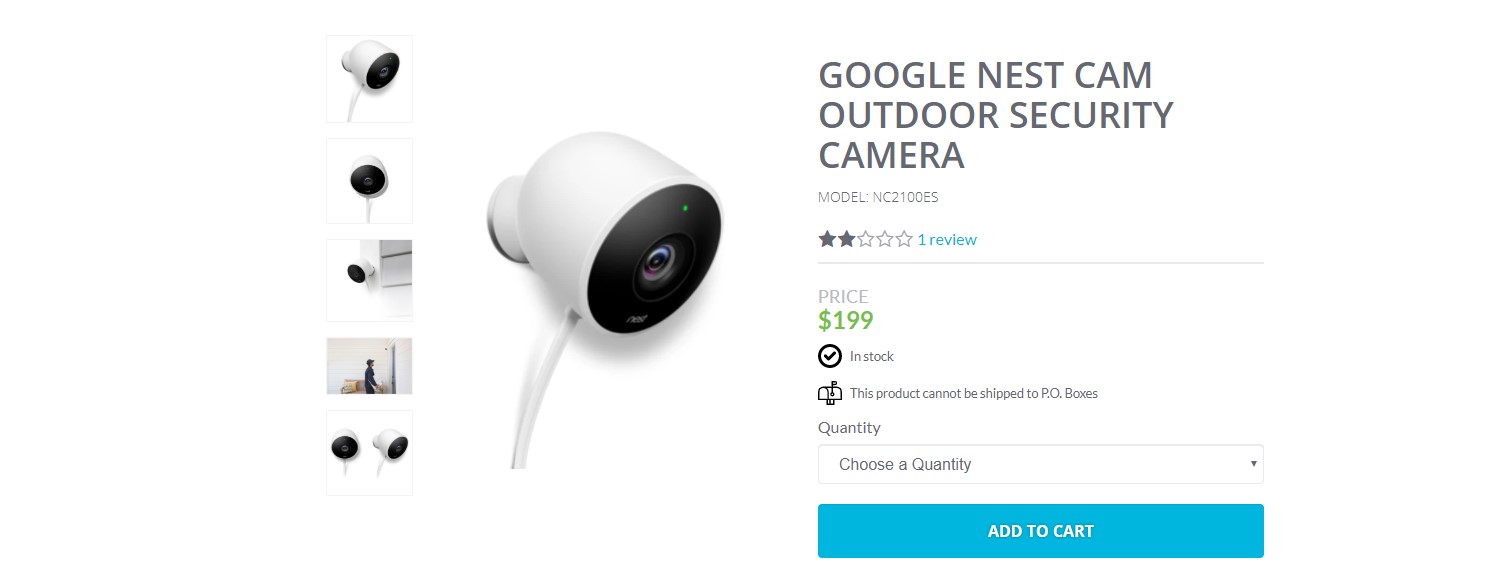 GOOGLE NEST CAM
OUTDOOR SECURITY
CAMERA
MODEL: NC2100ES
1 review
PRICE
$199
In stock
This product cannot be shipped to P.O. Boxes
Quantity
Choose a Quantity
ADD TO CART
nest